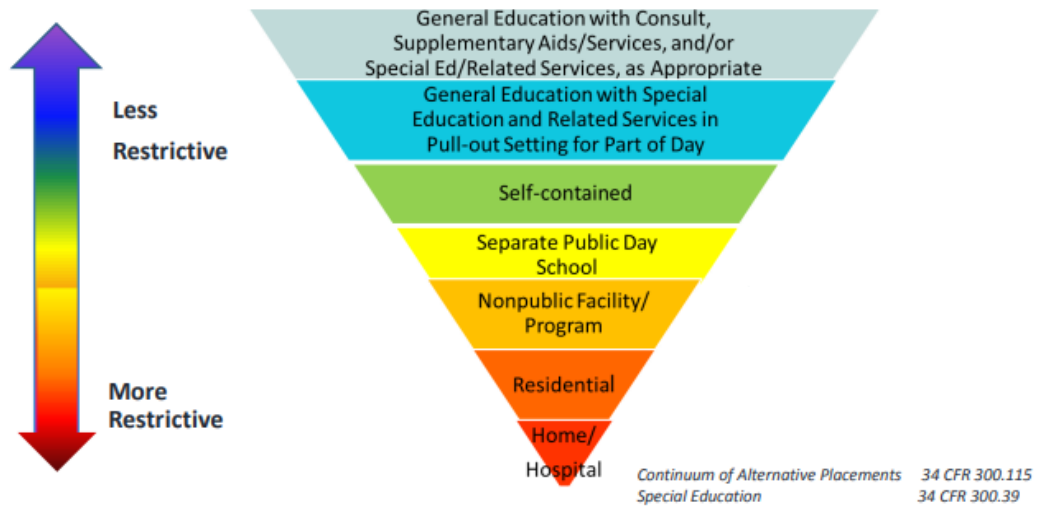 General Education with Consult,
Supplementary Aids/Services, and/or
Special Ed/Related Services, as Appropriate
General Education with Special
Education and Related Services in
Pull-out Setting for Part of Day
Self-contained
Separate Public Day
School
Nonpublic Facility/
Program
Residential
Home/
Hospital
Less
Restrictive
More
Restrictive
Continuum of Alternative Placements 34 CFR 300.115
Special Education 34 CFR 300.39